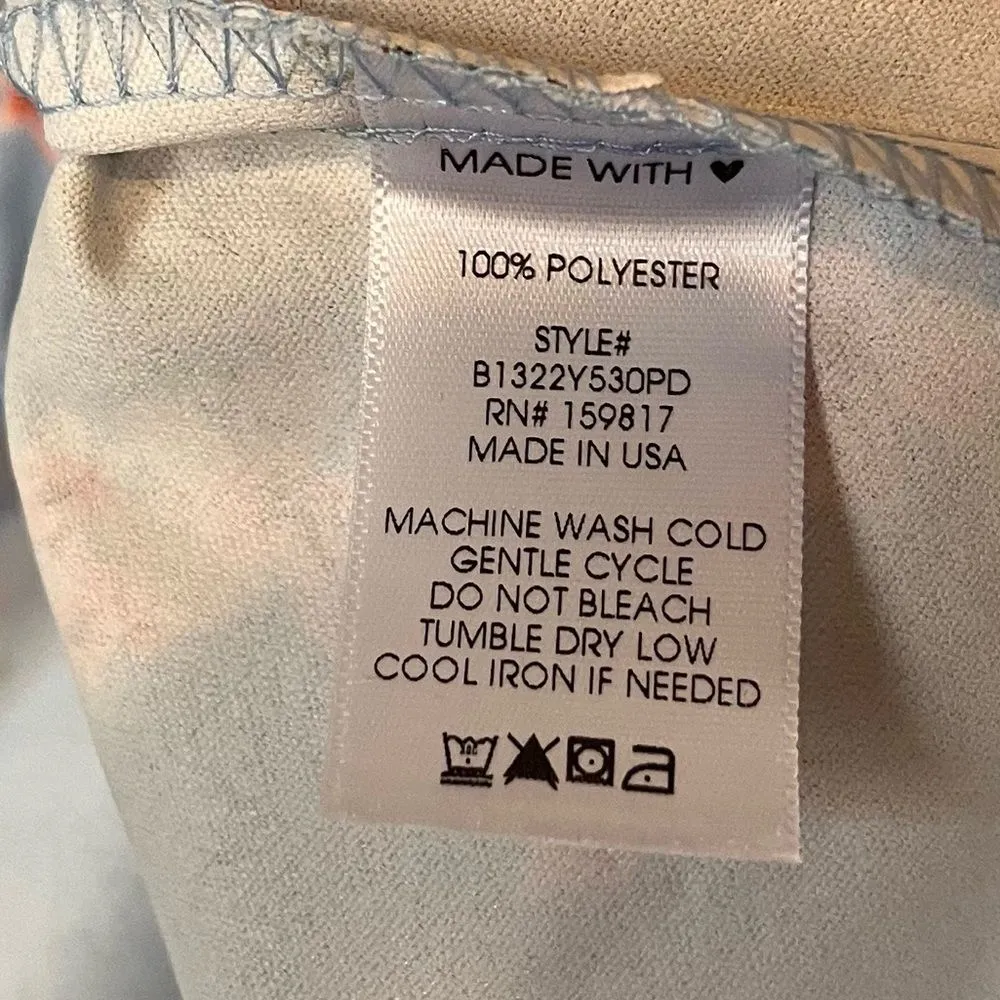 MADE WITH ♥
100% POLYESTER
STYLE#
B1322Y530PD
RN# 159817
MADE IN USA
MACHINE WASH COLD
GENTLE CYCLE
DO NOT BLEACH
TUMBLE DRY LOW
COOL IRON IF NEEDED